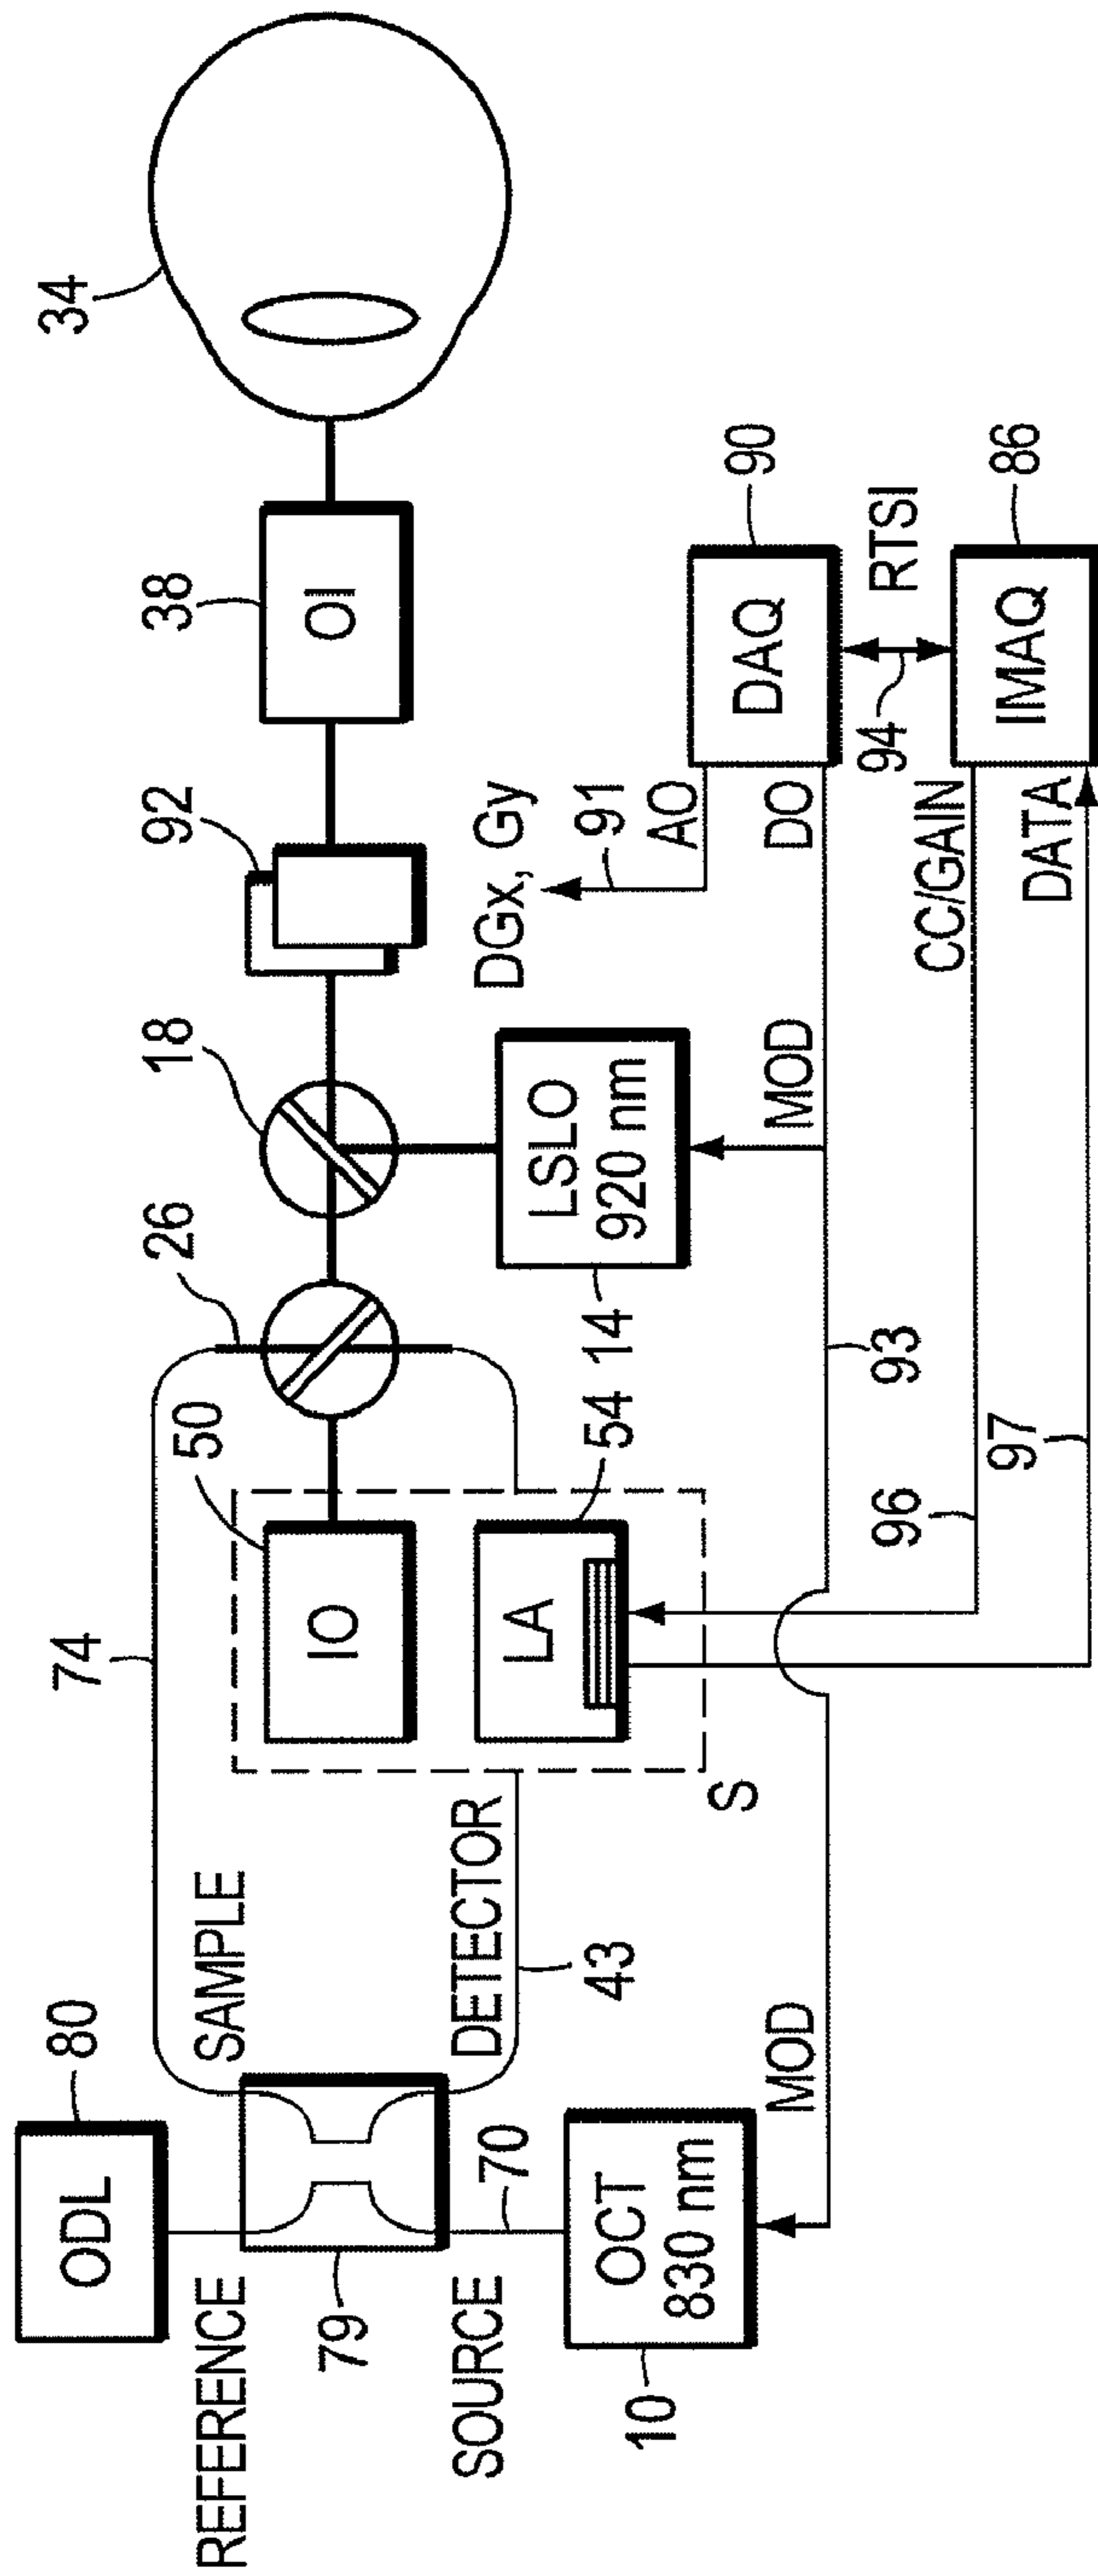 34
38
OI
92
18
26
50
IO
74
SAMPLE
80
ODL
REFERENCE
79
SOURCE
70
DETECTOR
43
OCT
830 nm
10
MOD
S
LA
54
LSLO
920 nm
14
MOD
DGx, Gy
91
AO
DO
DAQ
90
RTSI
94
IMAQ
86
CC/GAIN
DATA
93
96
97